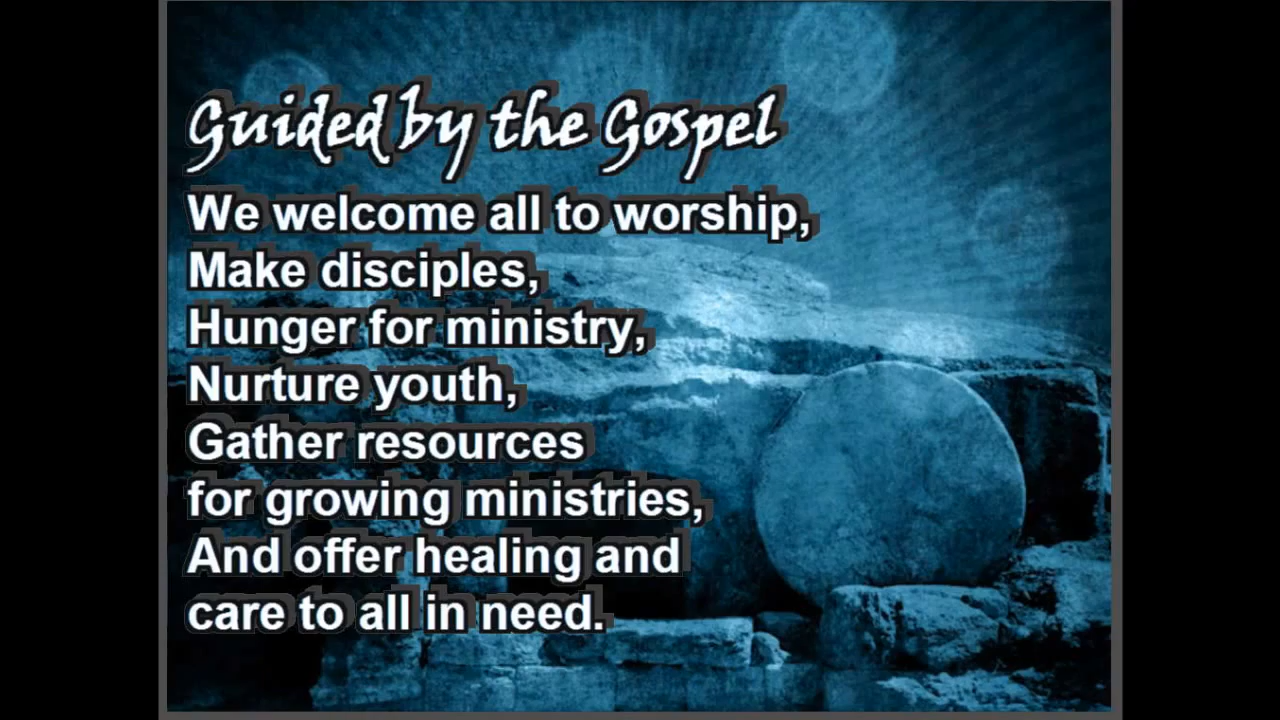 Guided by the Gospel
We welcome all to worship,
Make disciples,
Hunger for ministry,
Nurture youth,
Gather resources
for growing ministries,
And offer healing and
care to all in need.